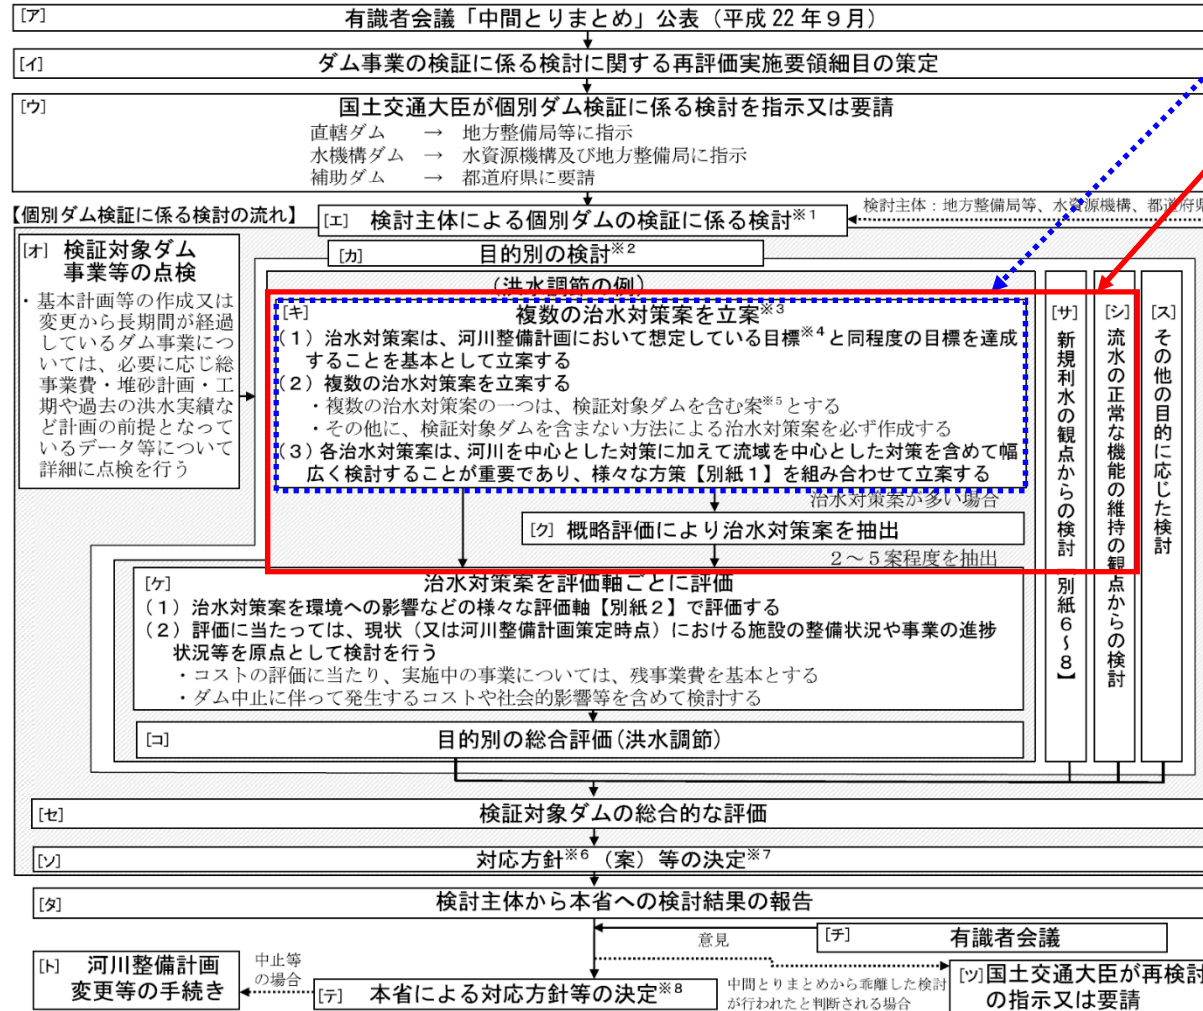 [ア] 有識者会議「中間とりまとめ」公表（平成22年９月）
[イ] ダム事業の検証に係る検討に関する再評価実施要領細目の策定
[ウ] 国土交通大臣が個別ダム検証に係る検討を指示又は要請
直轄ダム → 地方整備局等に指示
水機構ダム → 水資源機構及び地方整備局に指示
補助ダム → 都道府県に要請
【個別ダム検証に係る検討の流れ】
[エ] 検討主体による個別ダムの検証に係る検討※１
検討主体：地方整備局等、水資源機構、都道府県
[オ] 検証対象ダム
事業等の点検
・基本計画等の作成又は
変更から長期間が経過
しているダム事業につ
いては、必要に応じ総
事業費・堆砂計画・工
期や過去の洪水実績な
ど計画の前提となって
いるデータ等について
詳細に点検を行う
[カ] 目的別の検討※２
（洪水調節の例）
[キ] 複数の治水対策案を立案※３
（１）治水対策案は、河川整備計画において想定している目標※４と同程度の目標を達成
することを基本として立案する
（２）複数の治水対策案を立案する
・複数の治水対策案の一つは、検証対象ダムを含む案※５とする
・その他に、検証対象ダムを含まない方法による治水対策案を必ず作成する
（３）各治水対策案は、河川を中心とした対策に加えて流域を中心とした対策を含めて幅
広く検討することが重要であり、様々な方策【別紙１】を組み合わせて立案する
治水対策案が多い場合
[ク] 概略評価により治水対策案を抽出
２～５案程度を抽出
[ケ] 治水対策案を評価軸ごとに評価
（１）治水対策案を環境への影響などの様々な評価軸【別紙２】で評価する
（２）評価に当たっては、現状（又は河川整備計画策定時点）における施設の整備状況や事業の進捗
状況等を原点として検討を行う
・コストの評価に当たり、実施中の事業については、残事業費を基本とする
・ダム中止に伴って発生するコストや社会的影響等を含めて検討する
[コ] 目的別の総合評価（洪水調節）
[サ] 新規利水の観点からの検討【別紙６～８】
[シ] 流水の正常な機能の維持の観点からの検討
[ス] その他の目的に応じた検討
[セ] 検証対象ダムの総合的な評価
[ソ] 対応方針※６（案）等の決定※７
[タ] 検討主体から本省への検討結果の報告
意見
[チ] 有識者会議
[ト] 河川整備計画
変更等の手続き
中止等
の場合
[テ] 本省による対応方針等の決定※８
中間とりまとめから乖離した検討
が行われたと判断される場合
[ツ] 国土交通大臣が再検討
の指示又は要請